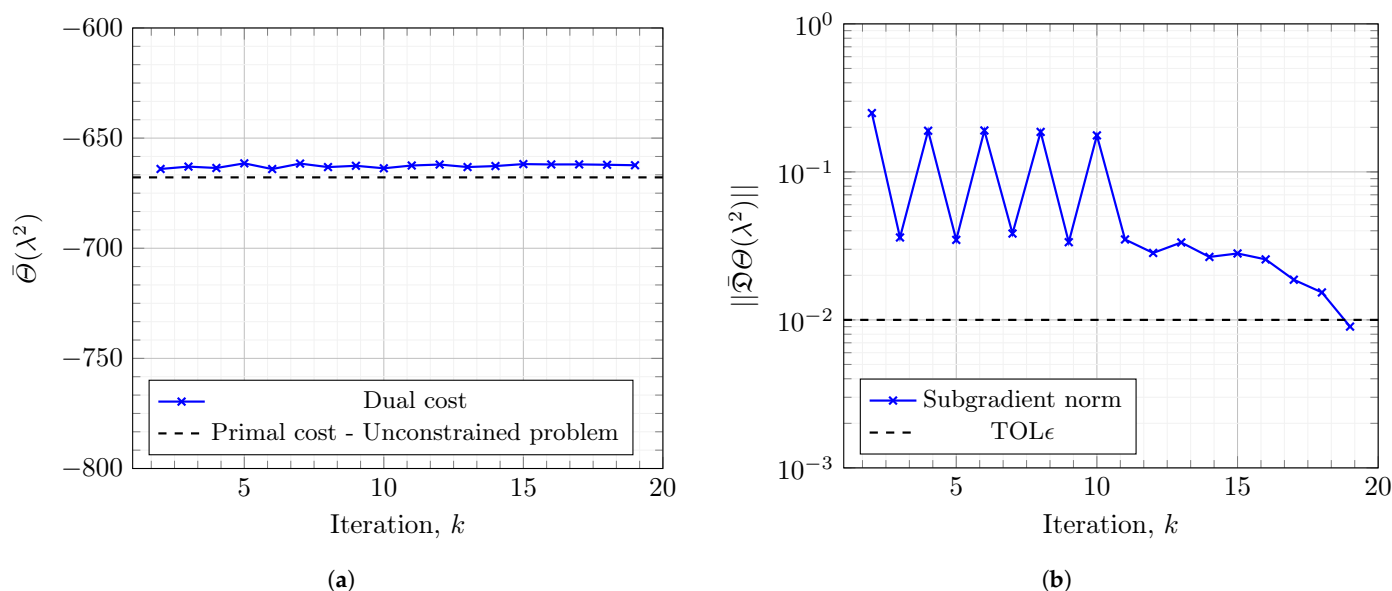 −600
−650
−700
−750
−800
Θ̄(λ²)
5
10
15
20
Iteration, k
Dual cost
Primal cost - Unconstrained problem
(a)
10⁰
10⁻¹
10⁻²
10⁻³
||𝔇̄Θ(λ²)||
5
10
15
20
Iteration, k
Subgradient norm
TOLϵ
(b)